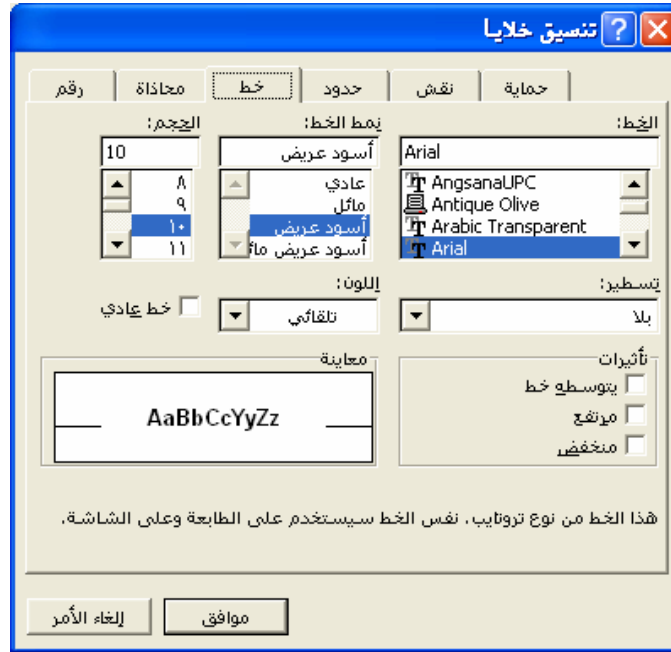 تنسيق خلايا
رقم محاذاة خط حدود نقش حماية
الخط: نمط الخط: الحجم:
Arial أسود عريض 10
AngsanaUPC عادي ٨
Antique Olive مائل ٩
Arabic Transparent أسود عريض ١٠
Arial أسود عريض مائ ١١
تسطير: اللون:
بلا تلقائي خط عادي
تأثيرات معاينة
يتوسطه خط
مرتفع
منخفض
AaBbCcYyZz
هذا الخط من نوع تروتايب، نفس الخط سيستخدم على الطابعة وعلى الشاشة.
موافق إلغاء الأمر